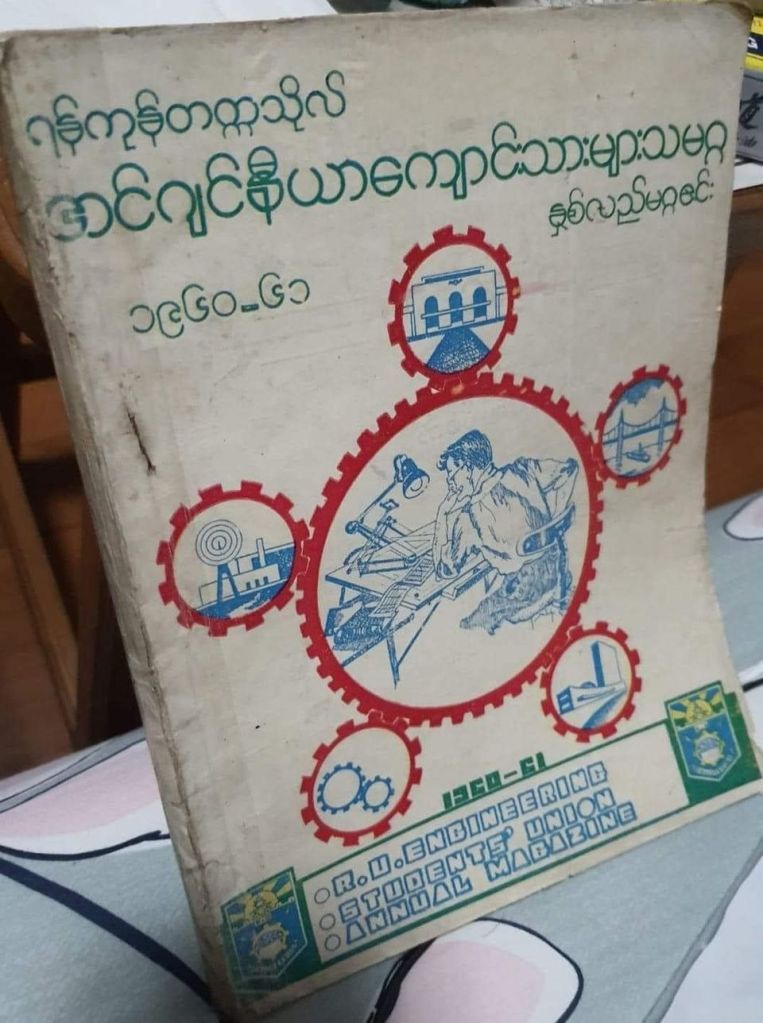 ရန်ကုန်တက္ကသိုလ်
အင်ဂျင်နီယာကျောင်းသားများသမဂ္ဂ
နှစ်လည်မဂ္ဂဇင်း
၁၉၆၀-၆၁
1960-61
R.U. ENGINEERING
STUDENTS' UNION
ANNUAL MAGAZINE